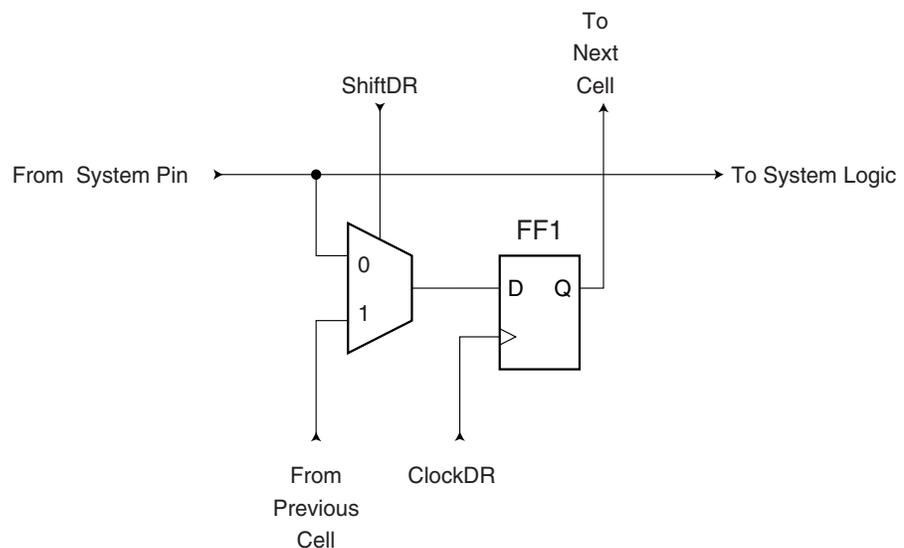 To
Next
Cell
ShiftDR
From System Pin
To System Logic
FF1
0
D Q
1
From
Previous
Cell
ClockDR